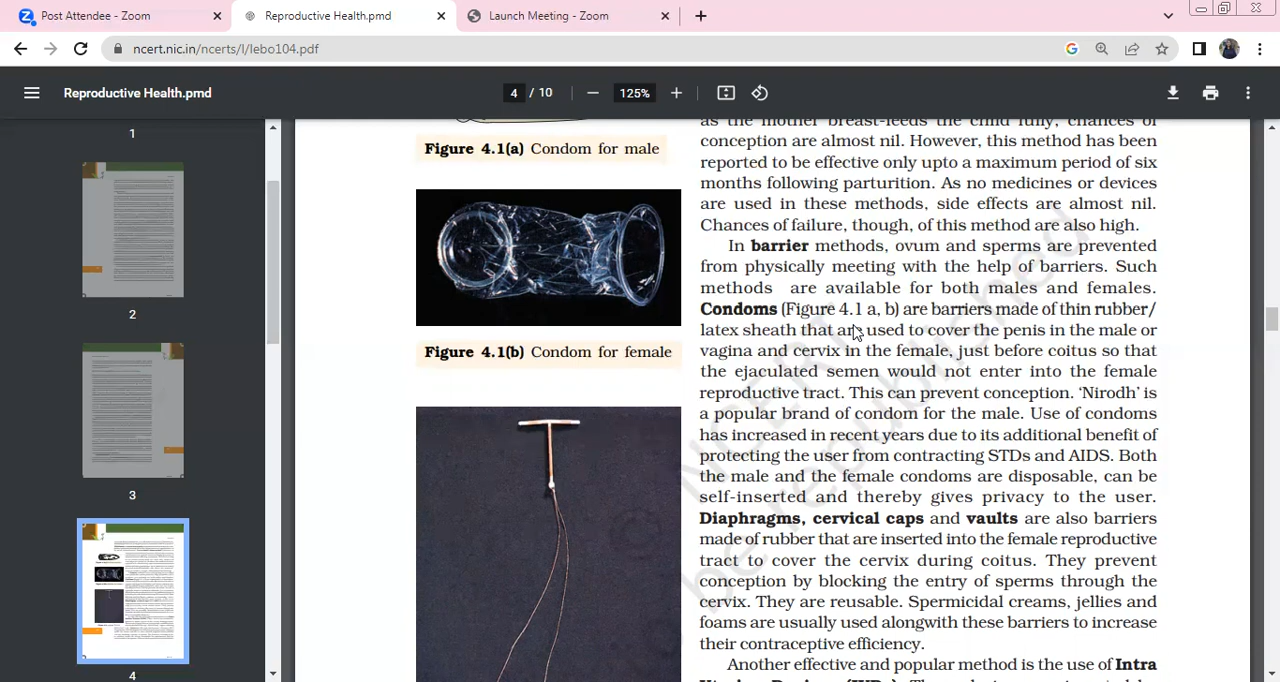 Post Attendee - Zoom
Reproductive Health.pmd
Launch Meeting - Zoom
ncert.nic.in/ncerts/l/lebo104.pdf
Reproductive Health.pmd
4 / 10
125%
1
2
3
4
Figure 4.1(a) Condom for male
Figure 4.1(b) Condom for female
as the mother breast-feeds the child fully, chances of
conception are almost nil. However, this method has been
reported to be effective only upto a maximum period of six
months following parturition. As no medicines or devices
are used in these methods, side effects are almost nil.
Chances of failure, though, of this method are also high.
In barrier methods, ovum and sperms are prevented
from physically meeting with the help of barriers. Such
methods are available for both males and females.
Condoms (Figure 4.1 a, b) are barriers made of thin rubber/
latex sheath that are used to cover the penis in the male or
vagina and cervix in the female, just before coitus so that
the ejaculated semen would not enter into the female
reproductive tract. This can prevent conception. ‘Nirodh’ is
a popular brand of condom for the male. Use of condoms
has increased in recent years due to its additional benefit of
protecting the user from contracting STDs and AIDS. Both
the male and the female condoms are disposable, can be
self-inserted and thereby gives privacy to the user.
Diaphragms, cervical caps and vaults are also barriers
made of rubber that are inserted into the female reproductive
tract to cover the cervix during coitus. They prevent
conception by blocking the entry of sperms through the
cervix. They are reusable. Spermicidal creams, jellies and
foams are usually used alongwith these barriers to increase
their contraceptive efficiency.
Another effective and popular method is the use of Intra